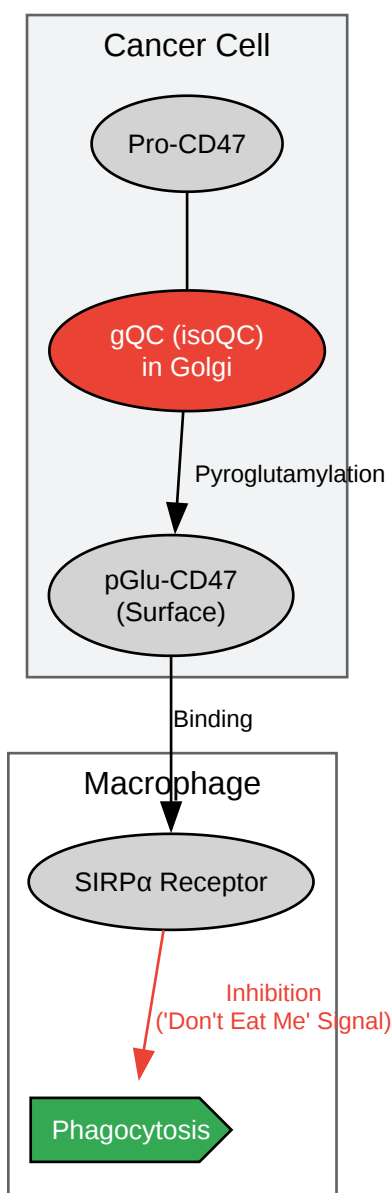 Cancer Cell
Pro-CD47
gQC (isoQC)
in Golgi
Pyroglutamylation
pGlu-CD47
(Surface)
Binding
Macrophage
SIRPα Receptor
Inhibition
('Don't Eat Me' Signal)
Phagocytosis